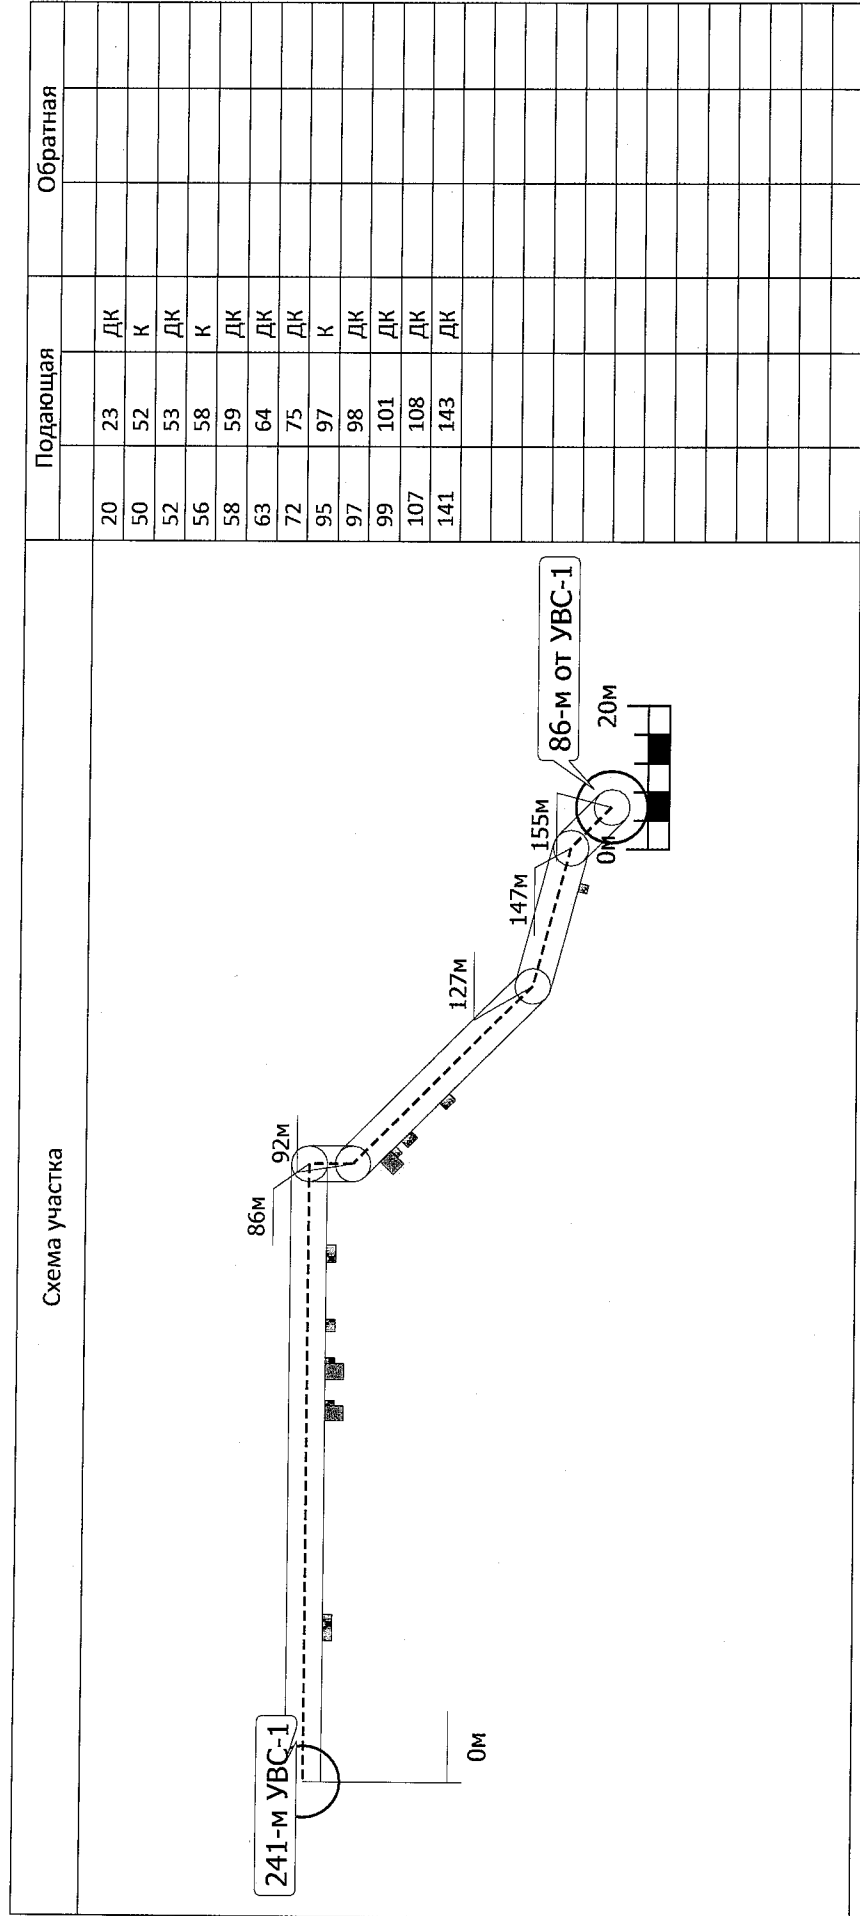 Схема участка
Подающая
Обратная
20 23 ДК
50 52 К
52 53 ДК
56 58 К
58 59 ДК
63 64 ДК
72 75 ДК
95 97 К
97 98 ДК
99 101 ДК
107 108 ДК
141 143 ДК
241-м УВС-1
0м
86м
92м
127м
147м
155м
86-м от УВС-1
0м
20м